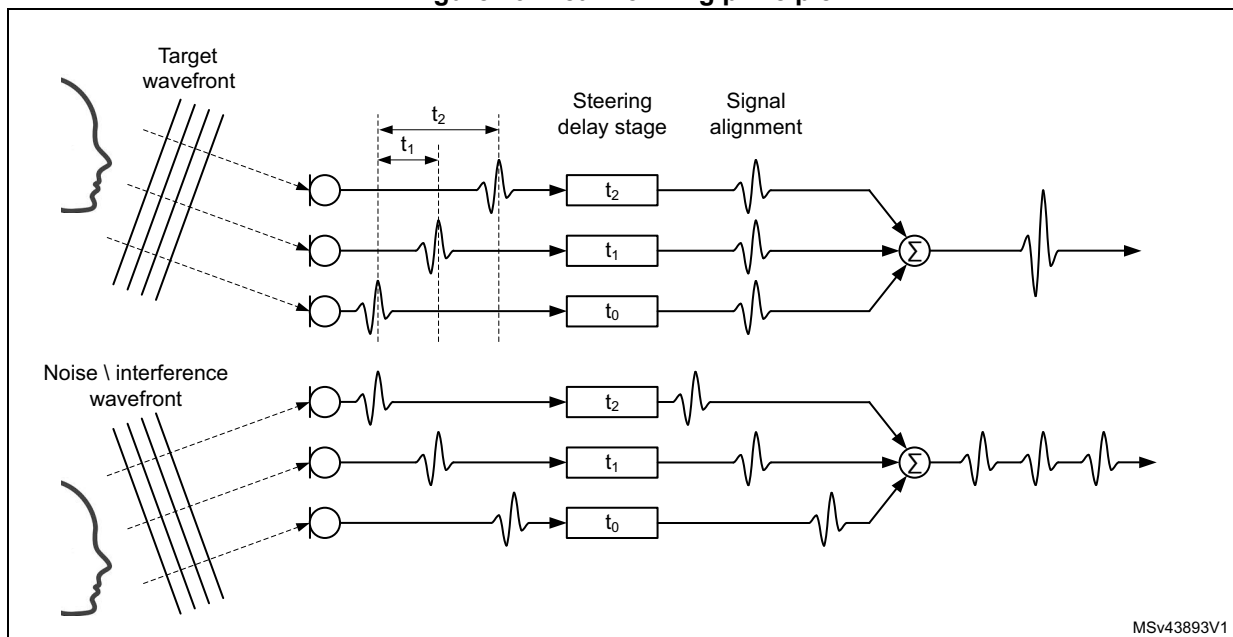 Target
wavefront
Steering
delay stage
Signal
alignment
t2
t1
t2
t1
Σ
t0
Noise \ interference
wavefront
t2
t1
Σ
t0
MSv43893V1